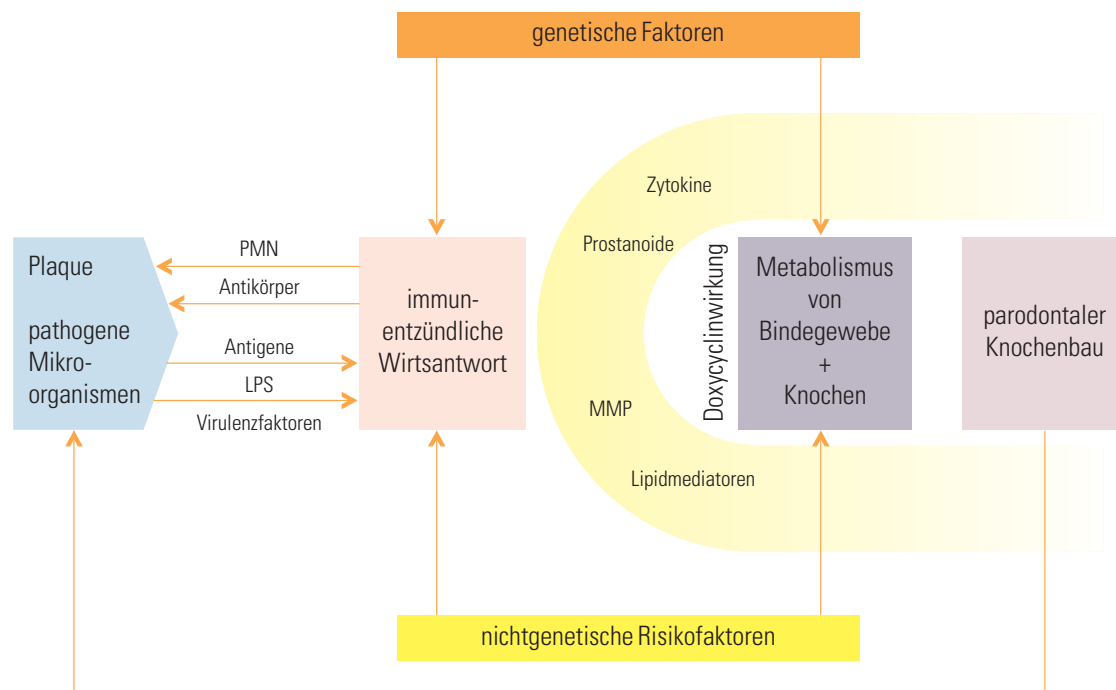 genetische Faktoren
Zytokine
Prostanoide
MMP
Lipidmediatoren
Plaque
pathogene
Mikro-
organismen
PMN
Antikörper
Antigene
LPS
Virulenzfaktoren
immun-
entzündliche
Wirtsantwort
Doxycyclinwirkung
Metabolismus
von
Bindegewebe
+
Knochen
parodontaler
Knochenbau
nichtgenetische Risikofaktoren